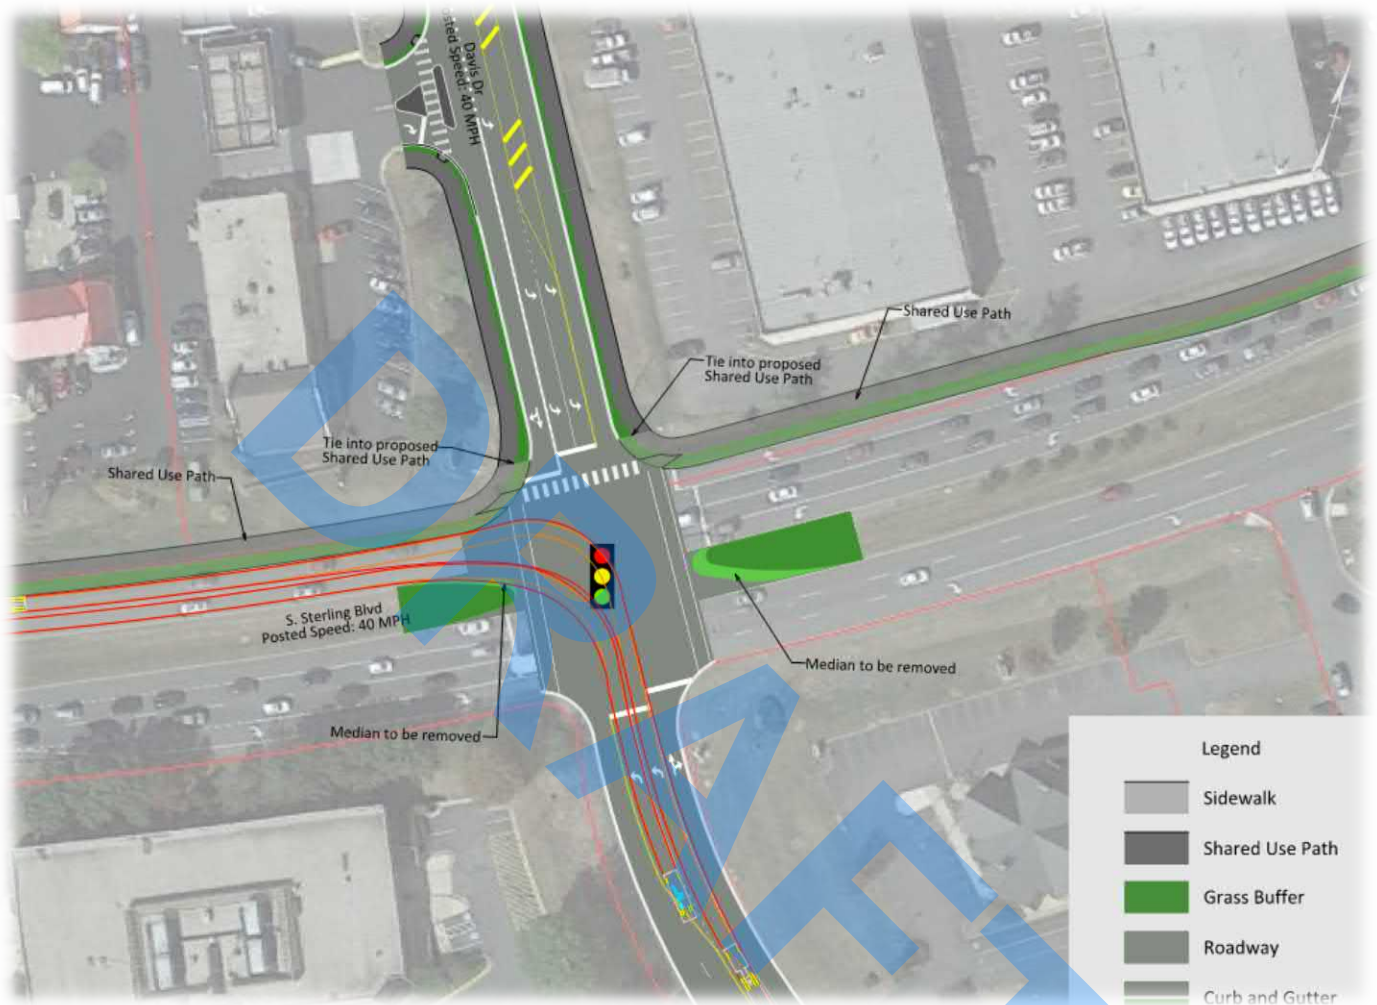 Davis Dr
Posted Speed: 40 MPH
Shared Use Path
Tie into proposed
Shared Use Path
Tie into proposed
Shared Use Path
Shared Use Path
S. Sterling Blvd
Posted Speed: 40 MPH
Median to be removed
Median to be removed
DRAFT
Legend
Sidewalk
Shared Use Path
Grass Buffer
Roadway
Curb and Gutter